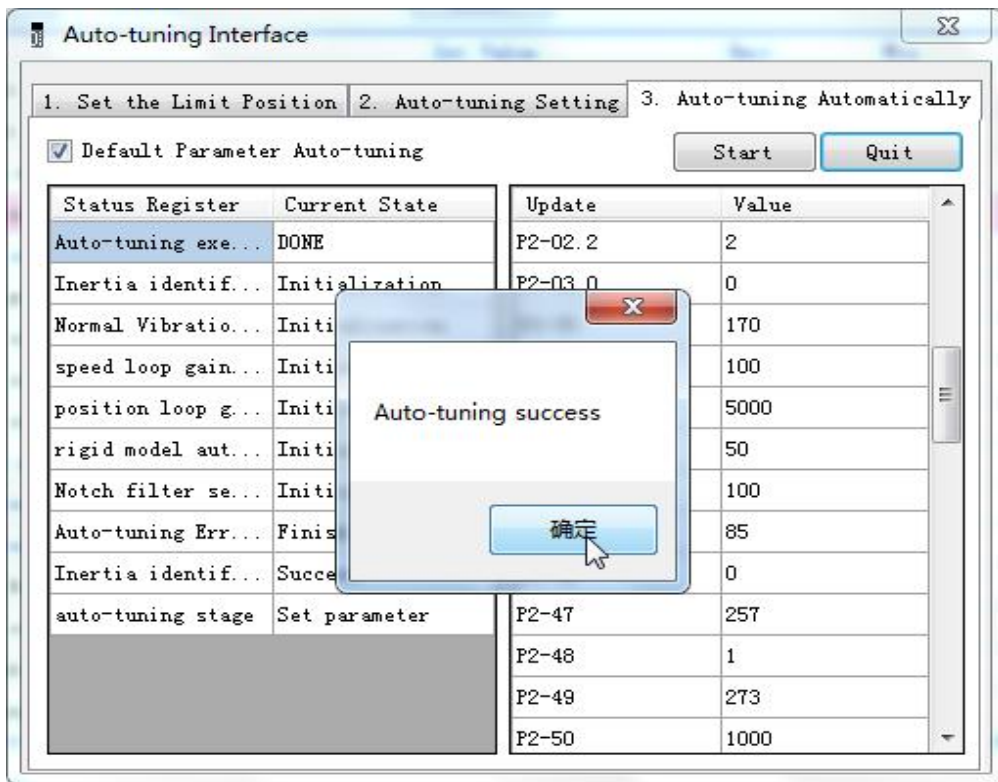 Auto-tuning Interface
1. Set the Limit Position 2. Auto-tuning Setting 3. Auto-tuning Automatically
Default Parameter Auto-tuning Start Quit
Status Register Current State Update Value
Auto-tuning exe... DONE P2-02.2 2
Inertia identif... Initialization P2-03.0 0
Normal Vibratio... Initi 170
speed loop gain... Initi 100
position loop g... Initi 5000
Auto-tuning success
rigid model aut... Initi 50
Notch filter se... Initi 100
Auto-tuning Err... Finis 85
确定
Inertia identif... Succe 0
auto-tuning stage Set parameter P2-47 257
P2-48 1
P2-49 273
P2-50 1000